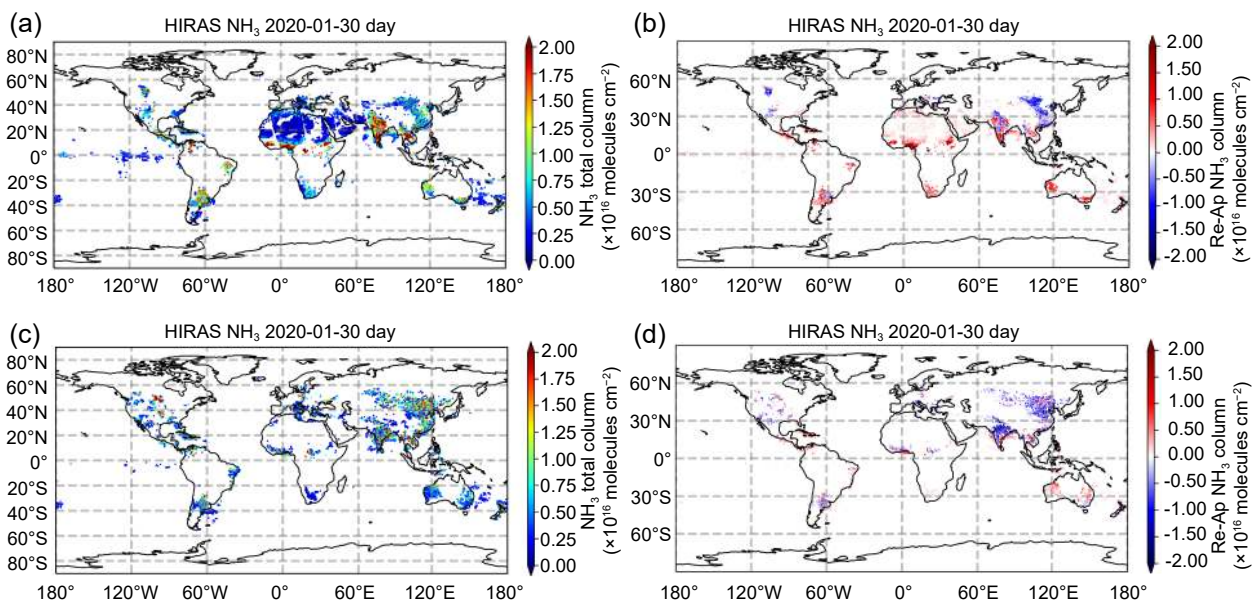 (a)
HIRAS NH₃ 2020-01-30 day
80°N
60°N
40°N
20°N
0°
20°S
40°S
60°S
80°S
180° 120°W 60°W 0° 60°E 120°E 180°
2.00
1.75
1.50
1.25
1.00
0.75
0.50
0.25
0.00
NH₃ total column
(×10¹⁶ molecules cm⁻²)
(b)
HIRAS NH₃ 2020-01-30 day
60°N
30°N
0°
30°S
60°S
180° 120°W 60°W 0° 60°E 120°E 180°
2.00
1.50
1.00
0.50
0.00
-0.50
-1.00
-1.50
-2.00
Re-Ap NH₃ column
(×10¹⁶ molecules cm⁻²)
(c)
HIRAS NH₃ 2020-01-30 day
80°N
60°N
40°N
20°N
0°
20°S
40°S
60°S
80°S
180° 120°W 60°W 0° 60°E 120°E 180°
2.00
1.75
1.50
1.25
1.00
0.75
0.50
0.25
0.00
NH₃ total column
(×10¹⁶ molecules cm⁻²)
(d)
HIRAS NH₃ 2020-01-30 day
60°N
30°N
0°
30°S
60°S
180° 120°W 60°W 0° 60°E 120°E 180°
2.00
1.50
1.00
0.50
0.00
-0.50
-1.00
-1.50
-2.00
Re-Ap NH₃ column
(×10¹⁶ molecules cm⁻²)